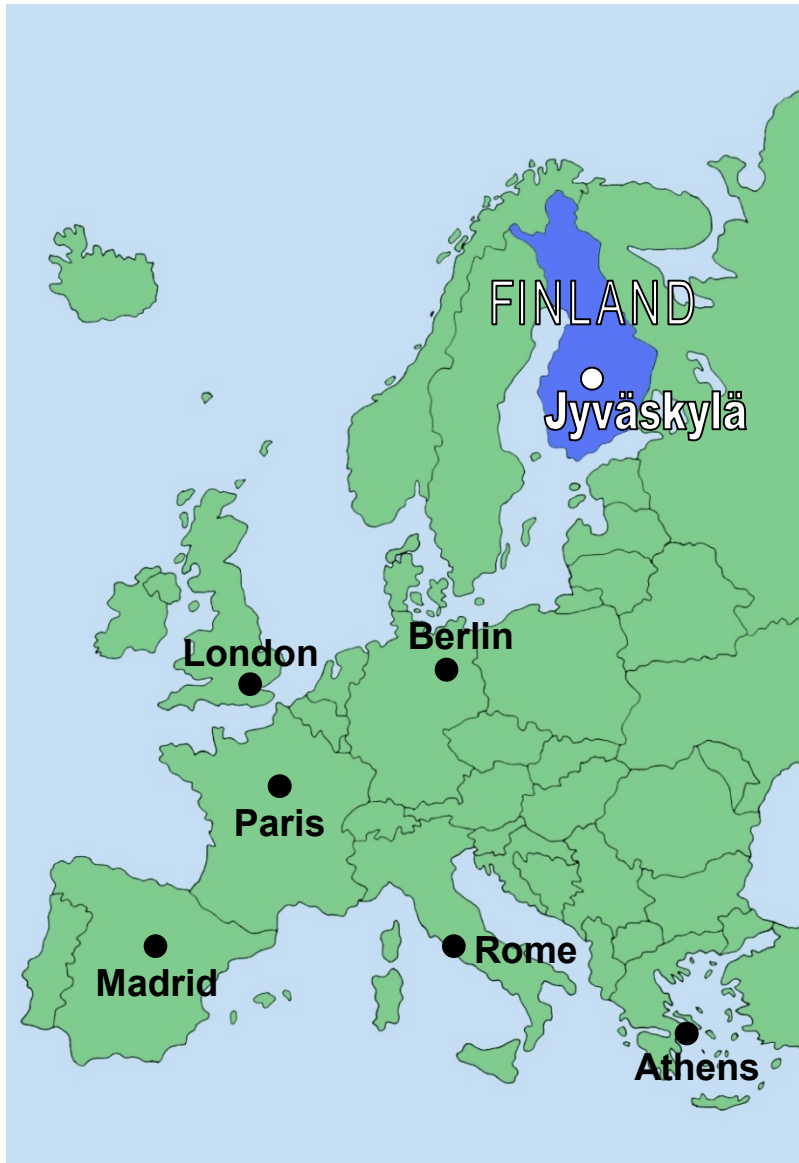 FINLAND
Jyväskylä
Berlin
London
Paris
Rome
Madrid
Athens